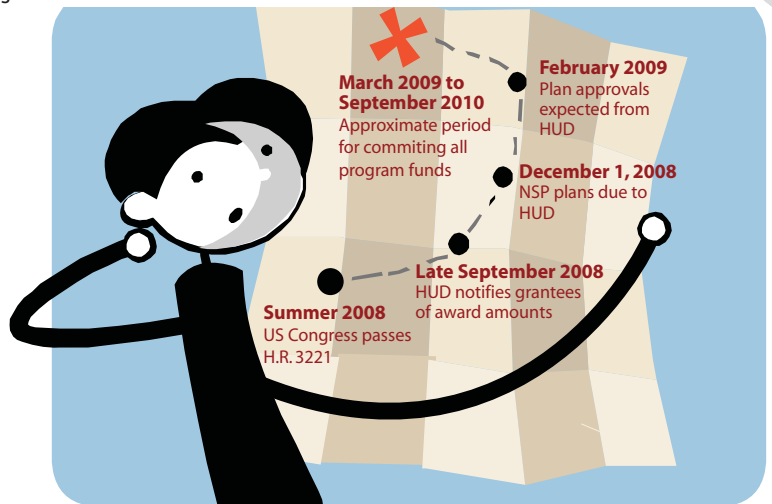 g
March 2009 to
September 2010
Approximate period
for commiting all
program funds
February 2009
Plan approvals
expected from
HUD
December 1, 2008
NSP plans due to
HUD
Late September 2008
HUD notifies grantees
of award amounts
Summer 2008
US Congress passes
H.R. 3221